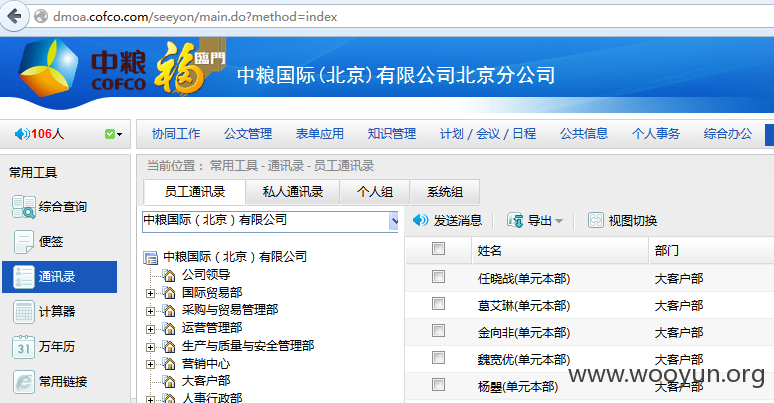 dmoa.cofco.com/seeyon/main.do?method=index
中粮 COFCO 福臨門 中粮国际(北京)有限公司北京分公司
106人 协同工作 公文管理 表单应用 知识管理 计划 / 会议 / 日程 公共信息 个人事务 综合办公
常用工具 当前位置： 常用工具 - 通讯录 - 员工通讯录
员工通讯录 私人通讯录 个人组 系统组
综合查询 中粮国际（北京）有限公司 发送消息 导出 视图切换
便签 中粮国际（北京）有限公司 姓名 部门
通讯录 公司领导 任晓战(单元本部) 大客户部
国际贸易部
计算器 采购与贸易管理部 葛艾琳(单元本部) 大客户部
运营管理部 金向非(单元本部) 大客户部
31 万年历 生产与质量与安全管理部
营销中心 魏宽优(单元本部) 大客户部
常用链接 大客户部 (单元本部) 大客户部
人事行政部
www.wooyun.org